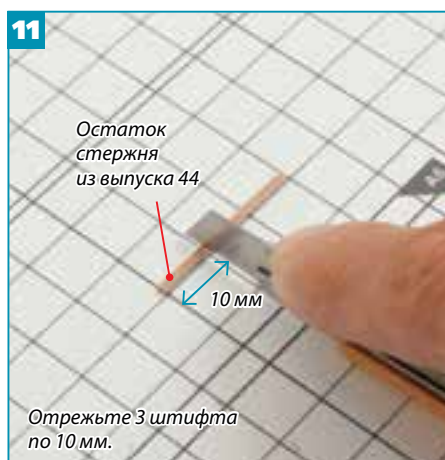 11
Остаток
стержня
из выпуска 44
10 мм
Отрежьте 3 штифта
по 10 мм.